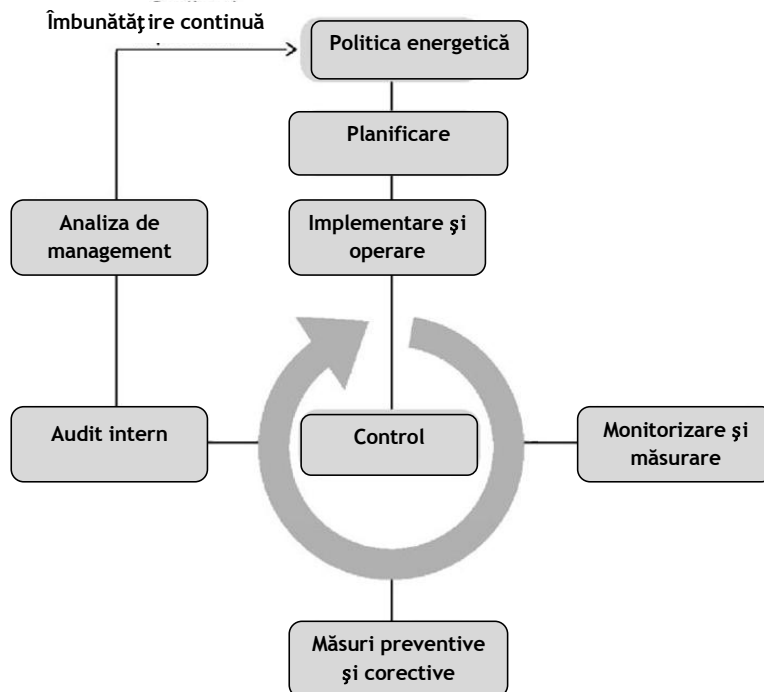 Îmbunătăţire continuă
Politica energetică
Planificare
Analiza de
management
Implementare şi
operare
Audit intern
Control
Monitorizare şi
măsurare
Măsuri preventive
şi corective